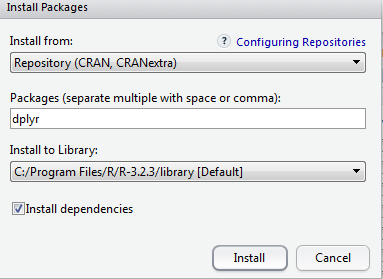 Install Packages
Install from:
? Configuring Repositories
Repository (CRAN, CRANextra)
Packages (separate multiple with space or comma):
dplyr
Install to Library:
C:/Program Files/R/R-3.2.3/library [Default]
Install dependencies
Install
Cancel